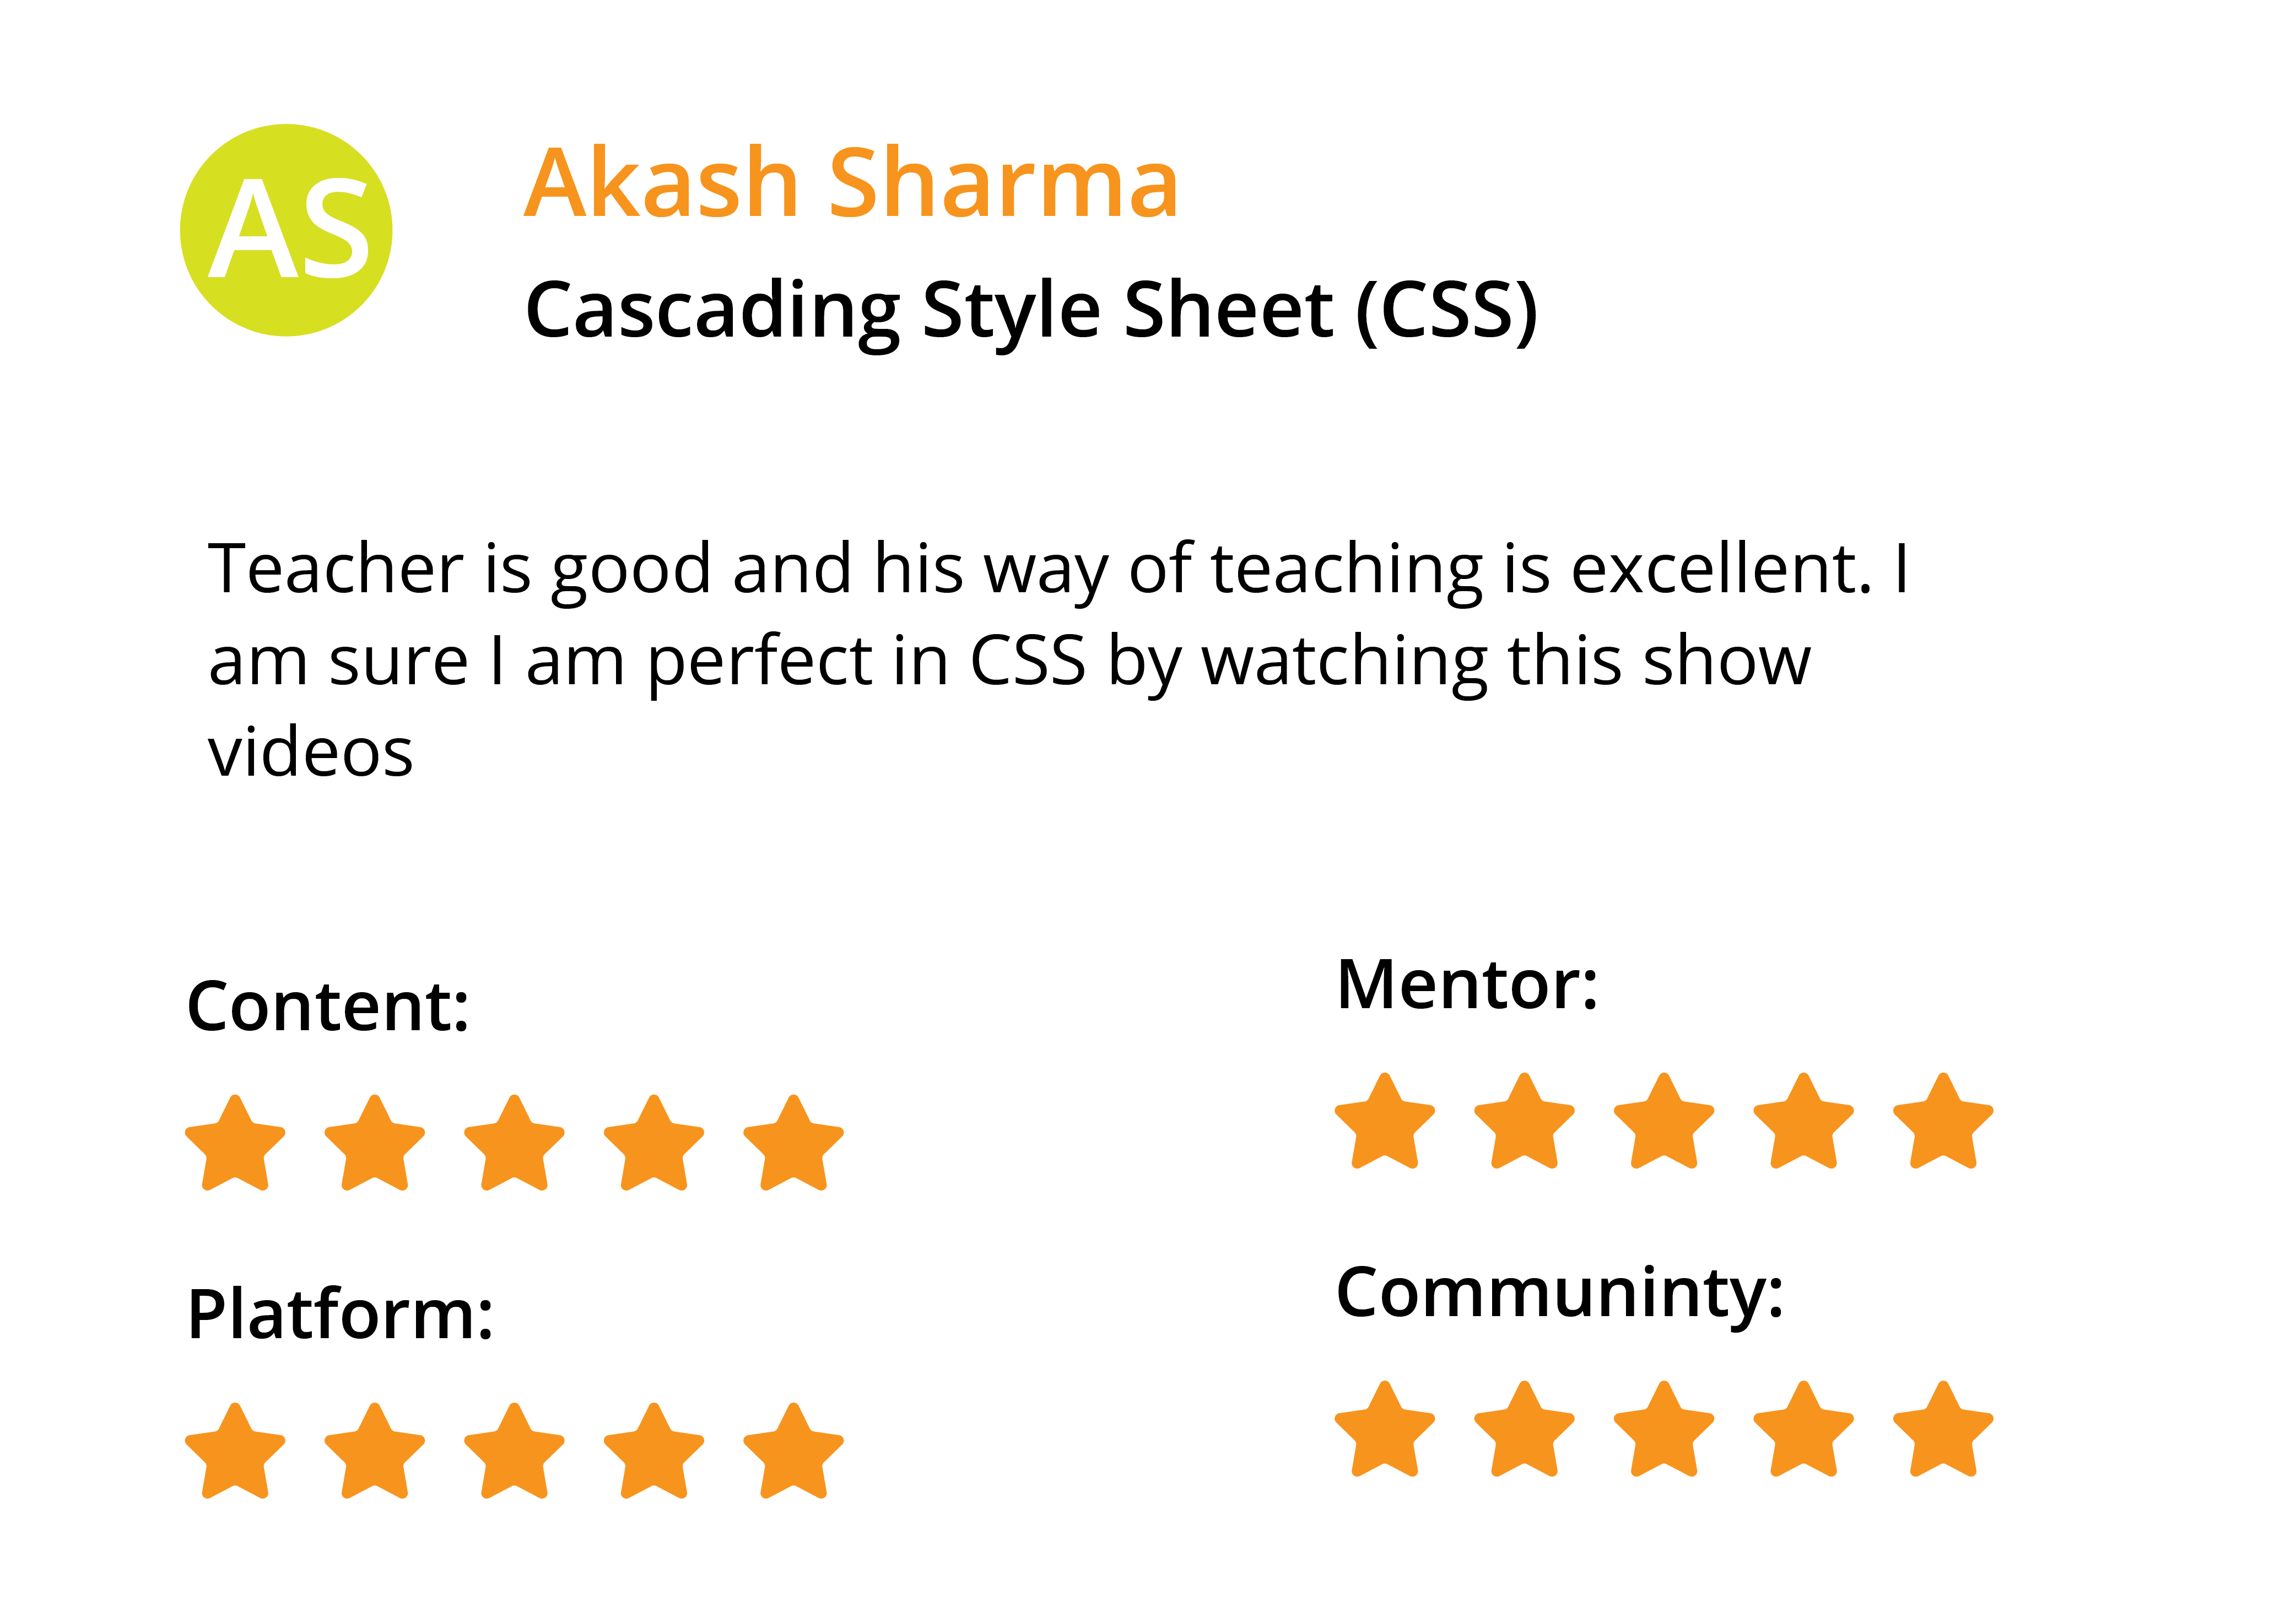 AS
Akash Sharma
Cascading Style Sheet (CSS)
Teacher is good and his way of teaching is excellent. I
am sure I am perfect in CSS by watching this show
videos
Content:
Mentor:
Platform:
Communinty: